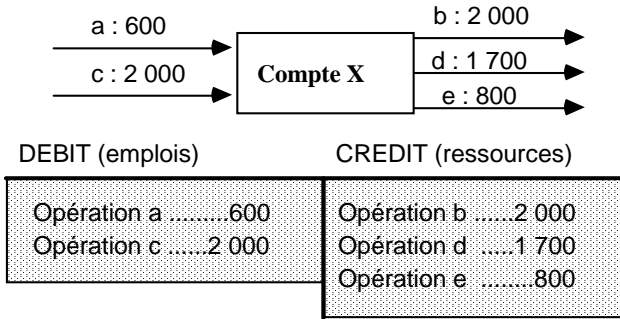 a : 600
b : 2 000
c : 2 000
Compte X
d : 1 700
e : 800
DEBIT (emplois)
CREDIT (ressources)
Opération a .........600
Opération c ......2 000
Opération b ......2 000
Opération d .....1 700
Opération e ........800